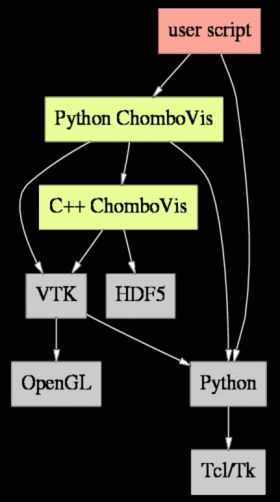 user script
Python ChomboVis
C++ ChomboVis
VTK
HDF5
OpenGL
Python
Tcl/Tk